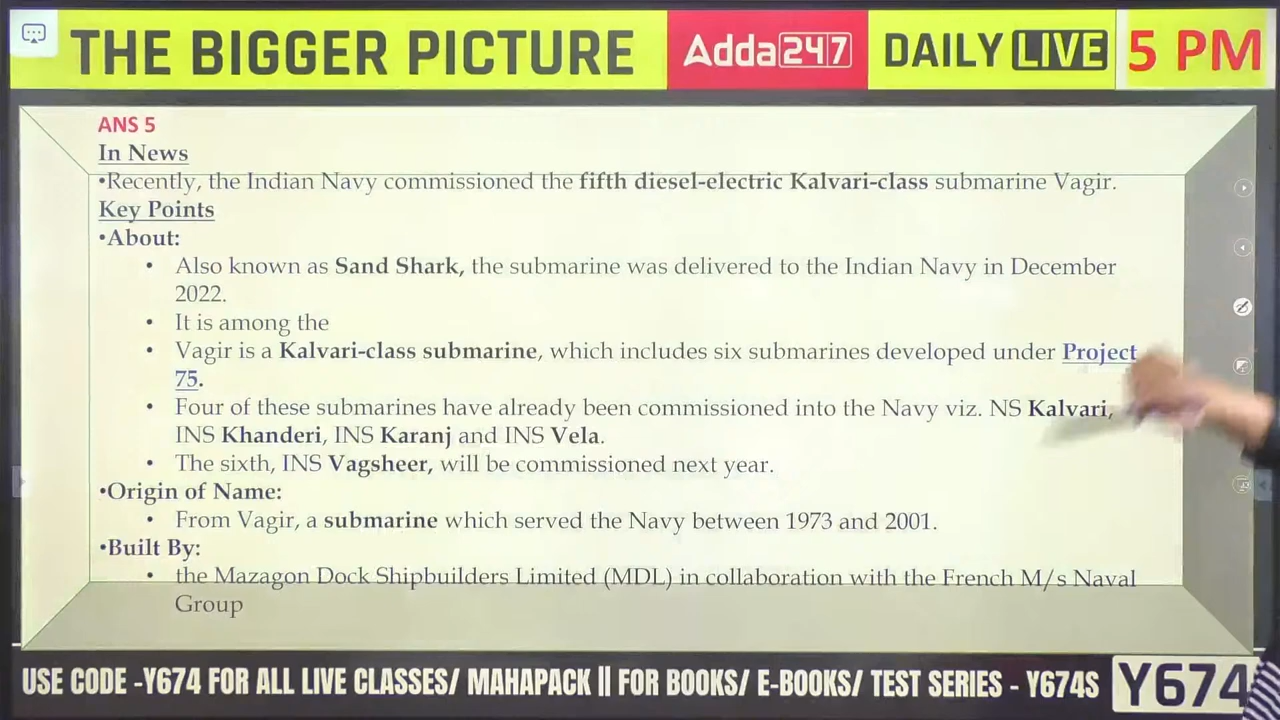 THE BIGGER PICTURE Adda247 DAILY LIVE 5 PM
ANS 5
In News
•Recently, the Indian Navy commissioned the fifth diesel-electric Kalvari-class submarine Vagir.
Key Points
•About:
• Also known as Sand Shark, the submarine was delivered to the Indian Navy in December
2022.
• It is among the
• Vagir is a Kalvari-class submarine, which includes six submarines developed under Project
75.
• Four of these submarines have already been commissioned into the Navy viz. NS Kalvari,
INS Khanderi, INS Karanj and INS Vela.
• The sixth, INS Vagsheer, will be commissioned next year.
•Origin of Name:
• From Vagir, a submarine which served the Navy between 1973 and 2001.
•Built By:
• the Mazagon Dock Shipbuilders Limited (MDL) in collaboration with the French M/s Naval
Group
USE CODE -Y674 FOR ALL LIVE CLASSES/ MAHAPACK || FOR BOOKS/ E-BOOKS/ TEST SERIES - Y674S Y674